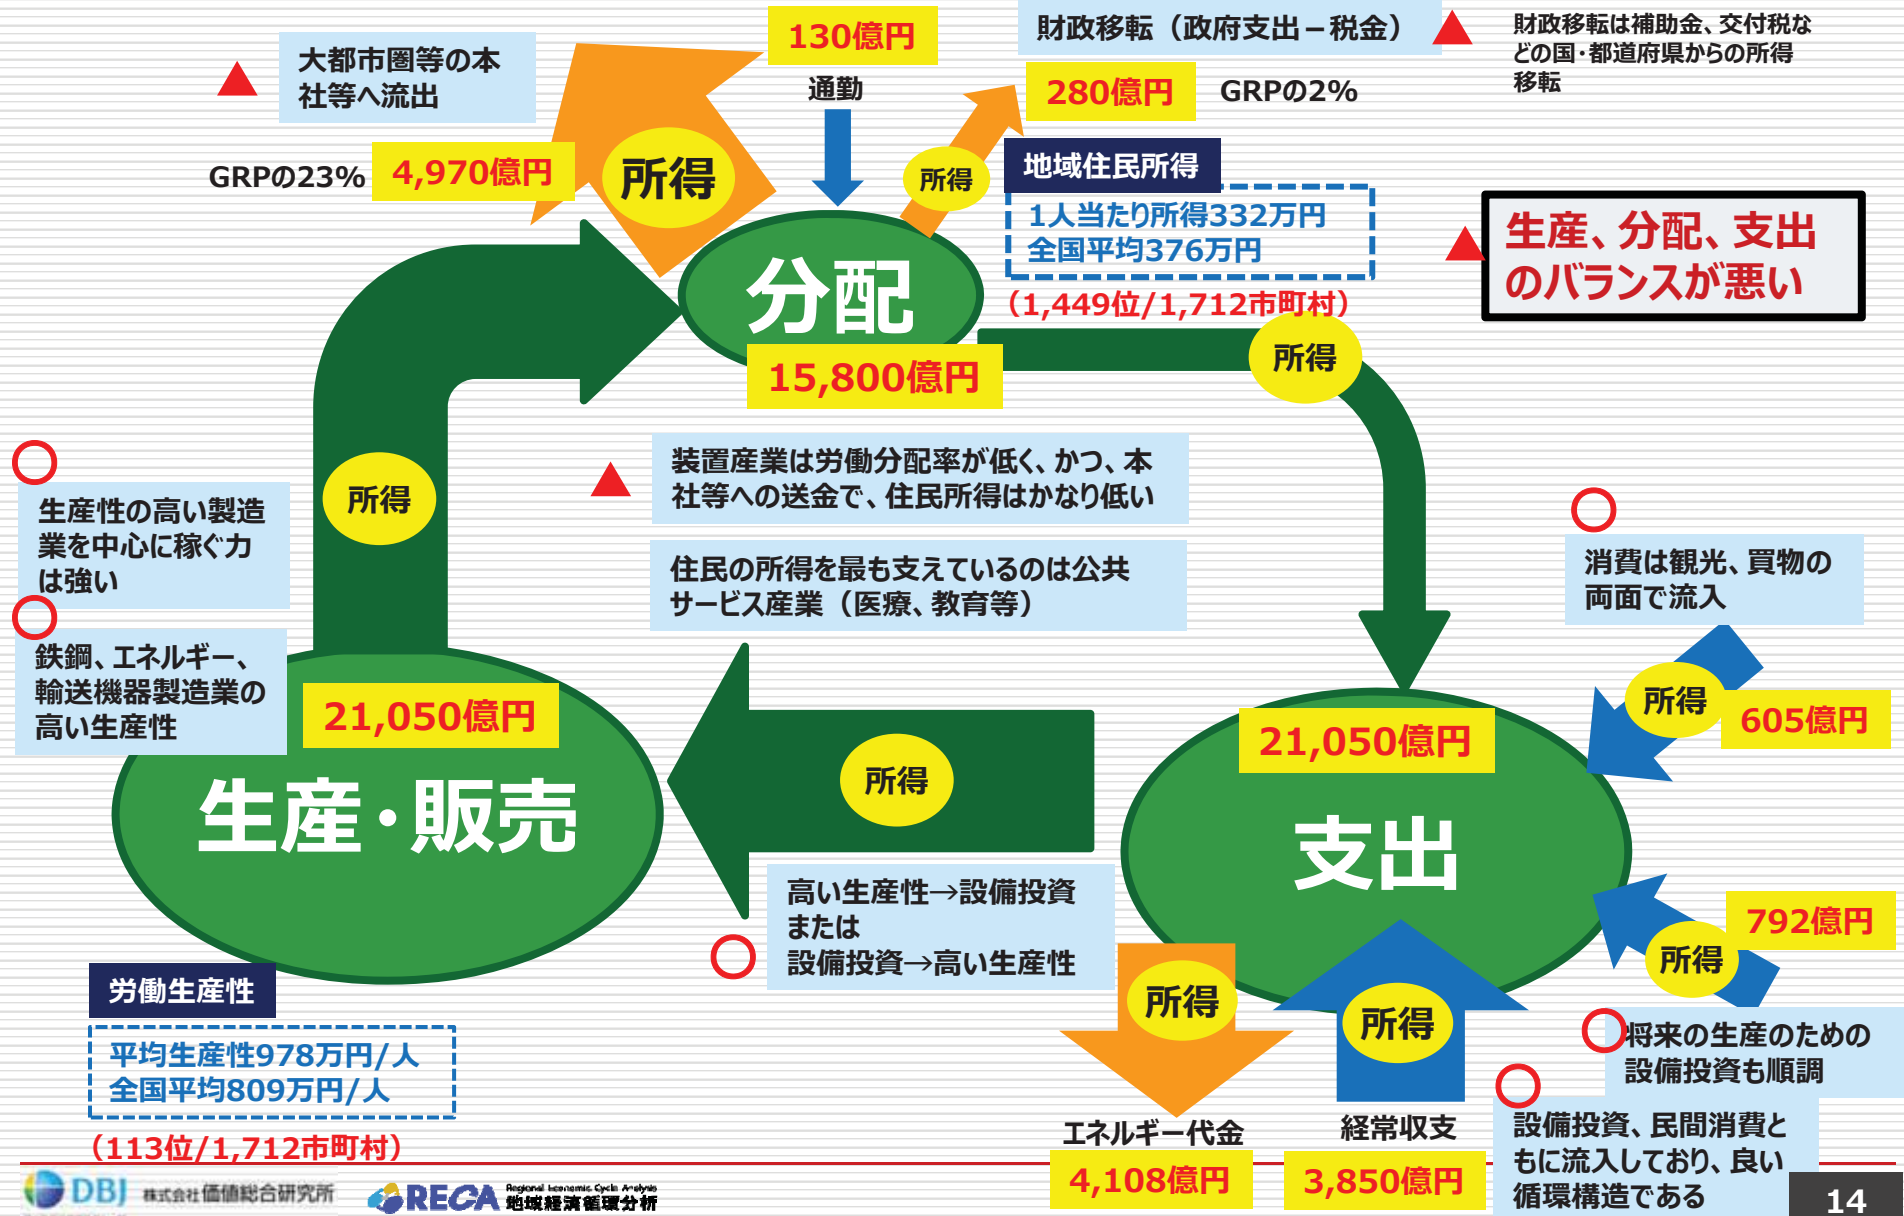 130億円
通勤
財政移転（政府支出－税金）
財政移転は補助金、交付税な
どの国・都道府県からの所得
移転
大都市圏等の本
社等へ流出
280億円
GRPの2%
GRPの23%
4,970億円
所得
所得
地域住民所得
1人当たり所得332万円
全国平均376万円
（1,449位/1,712市町村）
生産、分配、支出
のバランスが悪い
分配
15,800億円
所得
所得
装置産業は労働分配率が低く、かつ、本
社等への送金で、住民所得はかなり低い
住民の所得を最も支えているのは公共
サービス産業（医療、教育等）
生産性の高い製造
業を中心に稼ぐ力
は強い
鉄鋼、エネルギー、
輸送機器製造業の
高い生産性
消費は観光、買物の
両面で流入
所得
605億円
21,050億円
生産・販売
所得
21,050億円
支出
高い生産性→設備投資
または
設備投資→高い生産性
792億円
所得
所得
所得
労働生産性
平均生産性978万円/人
全国平均809万円/人
（113位/1,712市町村）
将来の生産のための
設備投資も順調
エネルギー代金
4,108億円
経常収支
3,850億円
設備投資、民間消費と
もに流入しており、良い
循環構造である
DBJ 株式会社価値総合研究所
RECA Regional Economic Cycle Analysis
地域経済循環分析
14